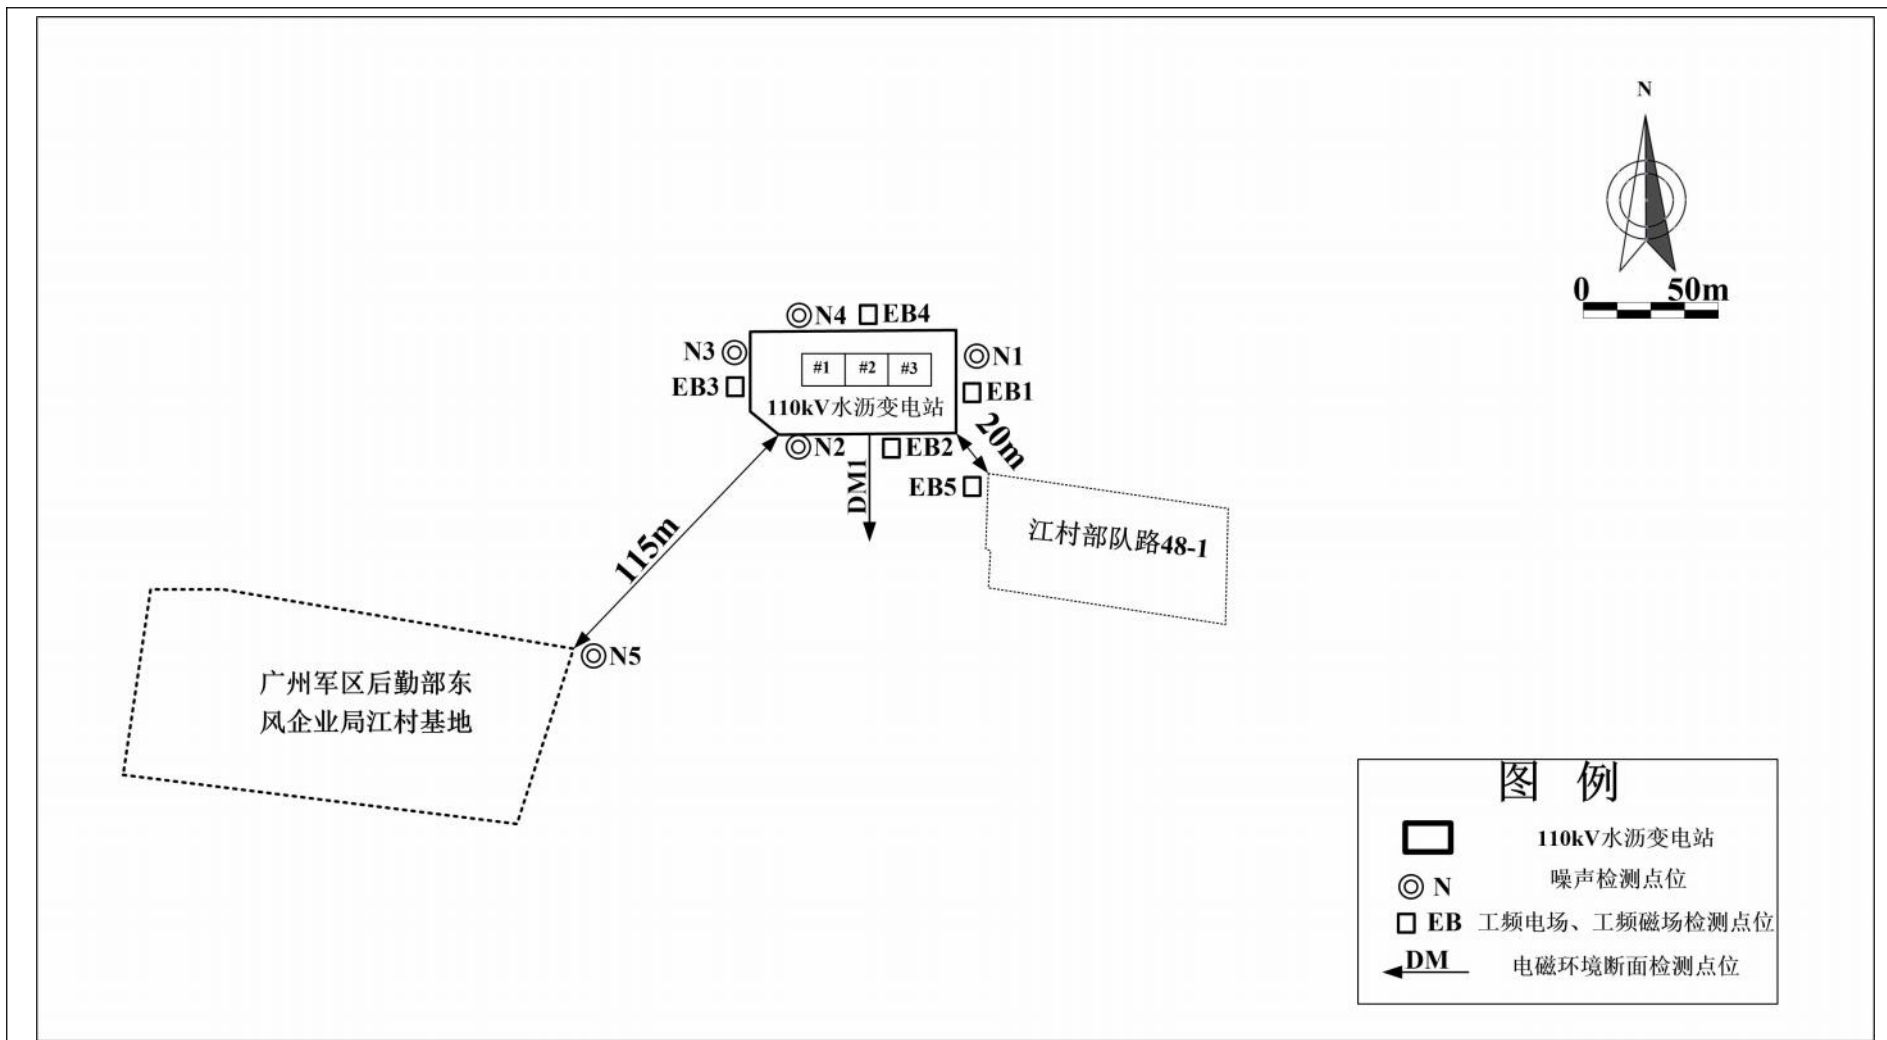 N
0 50m
N4 EB4
N3
N1
#1 #2 #3
EB3
EB1
110kV水沥变电站
20m
N2
EB2
DM1
EB5
115m
江村部队路48-1
N5
广州军区后勤部东
风企业局江村基地
图 例
110kV水沥变电站
N 噪声检测点位
EB 工频电场、工频磁场检测点位
DM 电磁环境断面检测点位